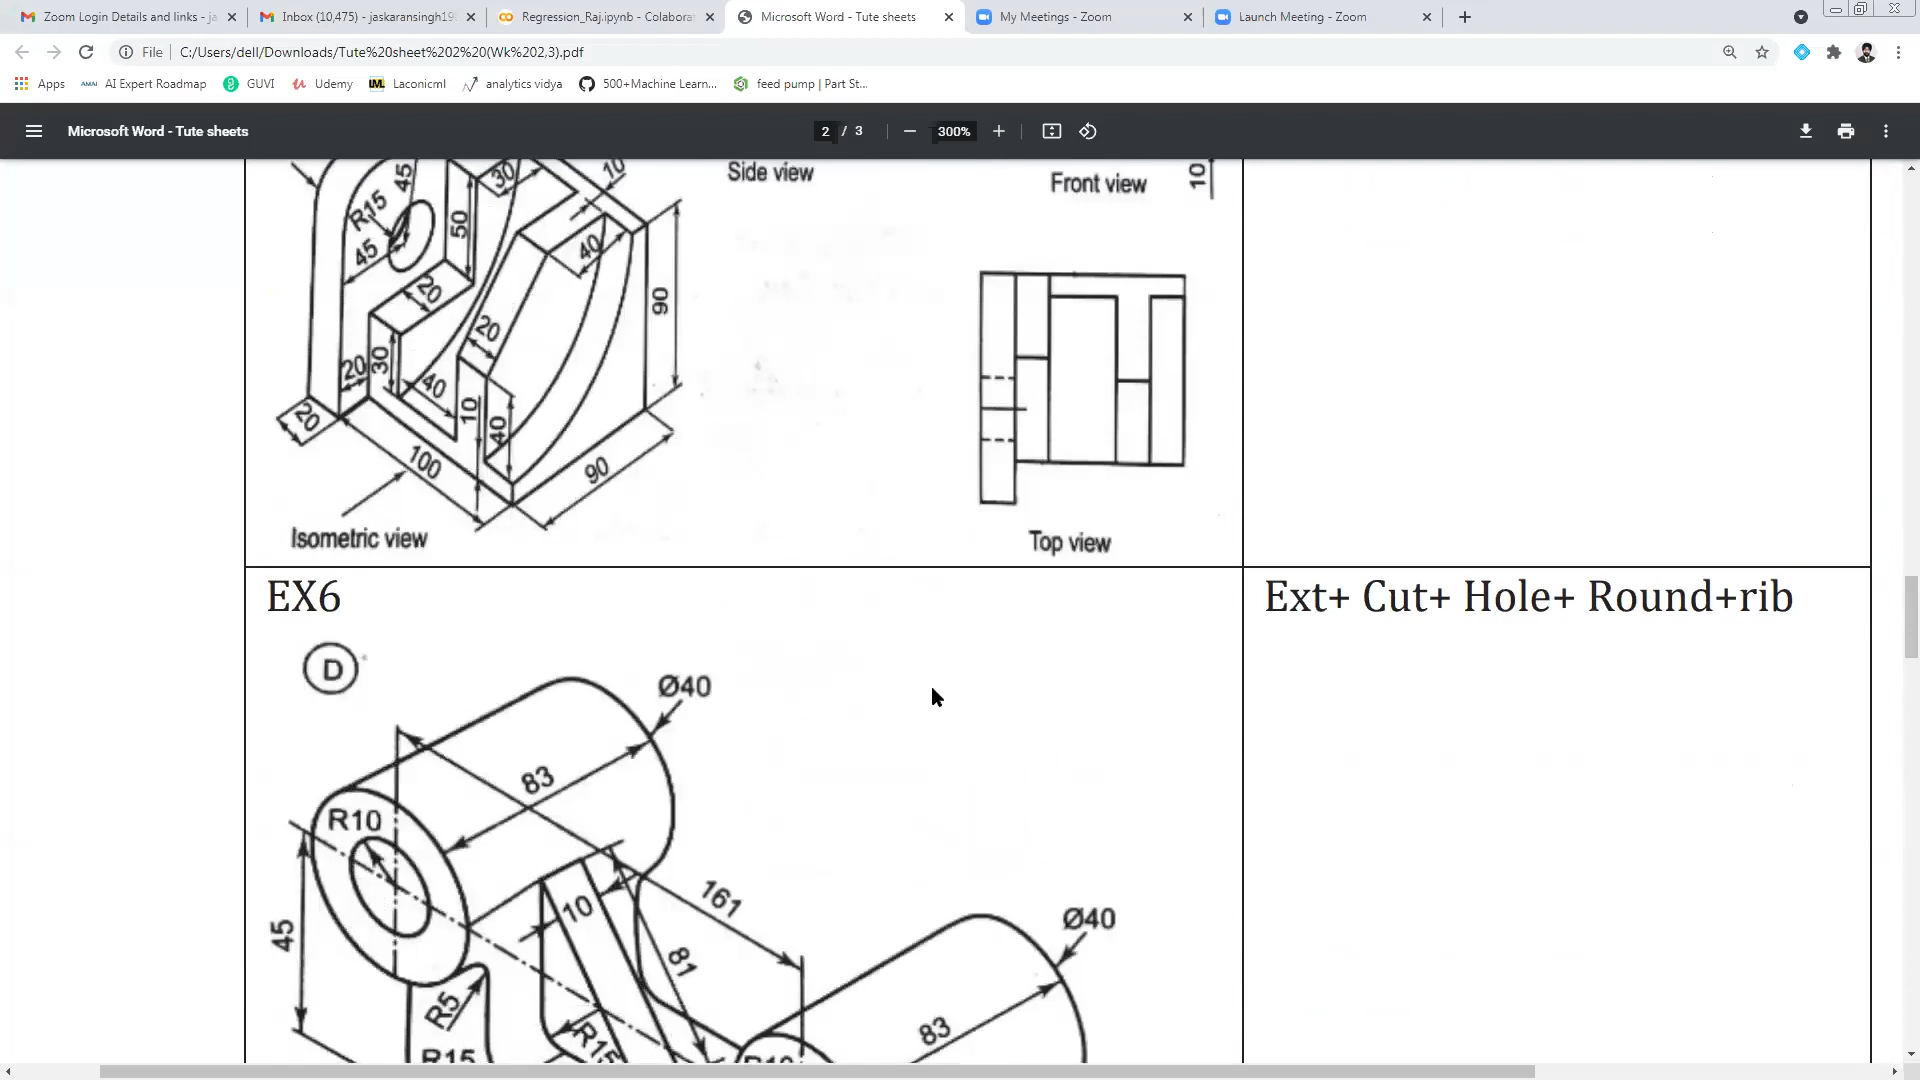 Zoom Login Details and links - ja
Inbox (10,475) - jaskaransingh19
Regression_Raj.ipynb - Colabora
Microsoft Word - Tute sheets
My Meetings - Zoom
Launch Meeting - Zoom
File | C:/Users/dell/Downloads/Tute%20sheet%202%20(Wk%202,3).pdf
Apps AMAI AI Expert Roadmap GUVI Udemy Laconicml analytics vidya 500+Machine Learn... feed pump | Part St...
Microsoft Word - Tute sheets 2 / 3 300%
45
30
10
Side view
Front view
10
R15
50
45
40
20
90
20
30
20
40
10
40
20
100
90
Isometric view
Top view
EX6
Ext+ Cut+ Hole+ Round+rib
D
Ø40
83
R10
161
10
45
81
Ø40
R5
83
R15
R15
R10